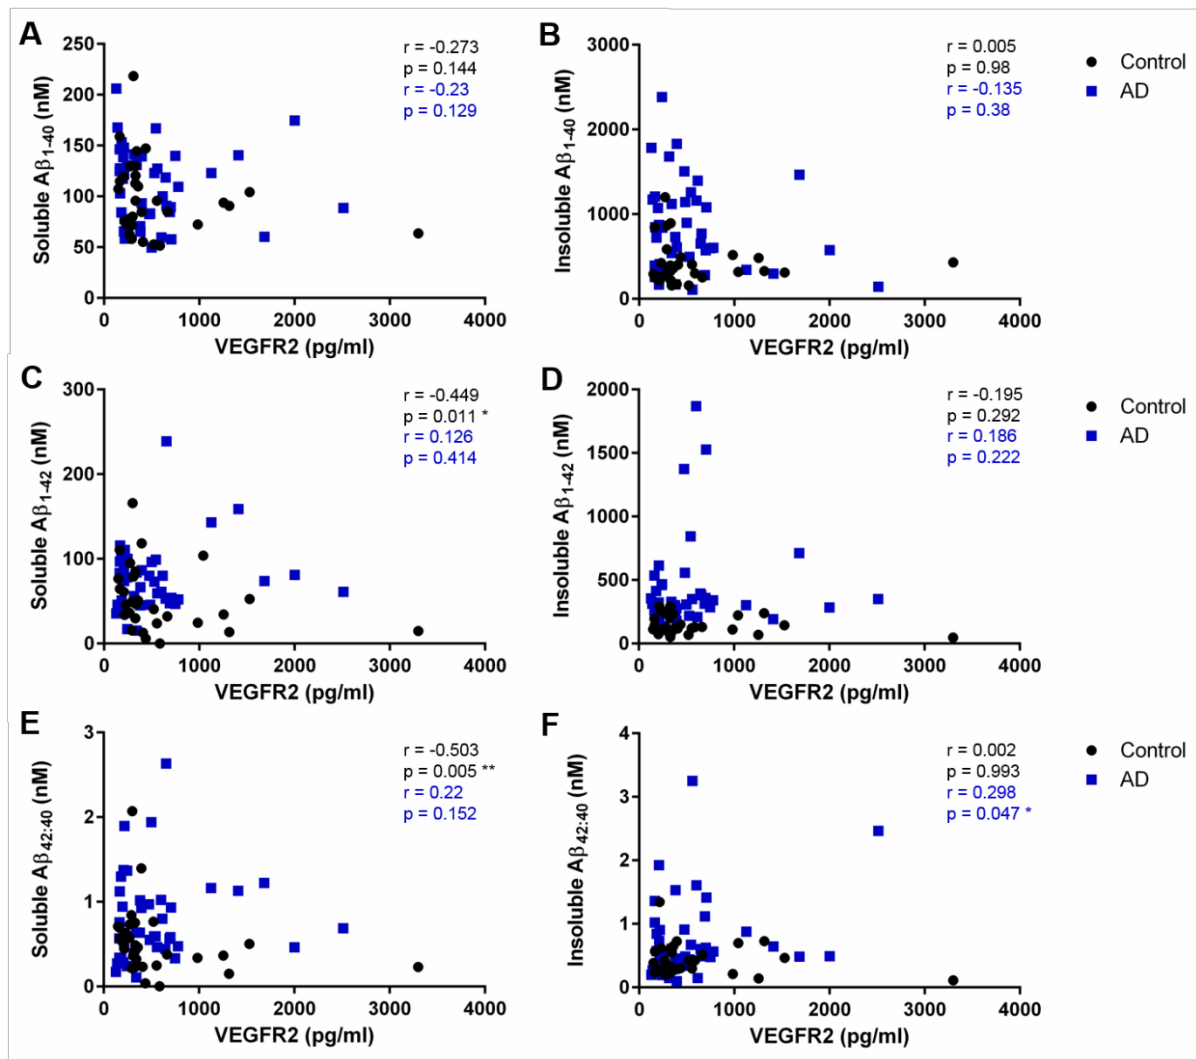 A
Soluble Aβ1-40 (nM)
250
200
150
100
50
0
r = -0.273
p = 0.144
r = -0.23
p = 0.129
0 1000 2000 3000 4000
VEGFR2 (pg/ml)
B
Insoluble Aβ1-40 (nM)
3000
2000
1000
0
r = 0.005
p = 0.98
r = -0.135
p = 0.38
0 1000 2000 3000 4000
VEGFR2 (pg/ml)
Control
AD
C
Soluble Aβ1-42 (nM)
300
200
100
0
r = -0.449
p = 0.011 *
r = 0.126
p = 0.414
0 1000 2000 3000 4000
VEGFR2 (pg/ml)
D
Insoluble Aβ1-42 (nM)
2000
1500
1000
500
0
r = -0.195
p = 0.292
r = 0.186
p = 0.222
0 1000 2000 3000 4000
VEGFR2 (pg/ml)
Control
AD
E
Soluble Aβ42:40 (nM)
3
2
1
0
r = -0.503
p = 0.005 **
r = 0.22
p = 0.152
0 1000 2000 3000 4000
VEGFR2 (pg/ml)
F
Insoluble Aβ42:40 (nM)
4
3
2
1
0
r = 0.002
p = 0.993
r = 0.298
p = 0.047 *
0 1000 2000 3000 4000
VEGFR2 (pg/ml)
Control
AD